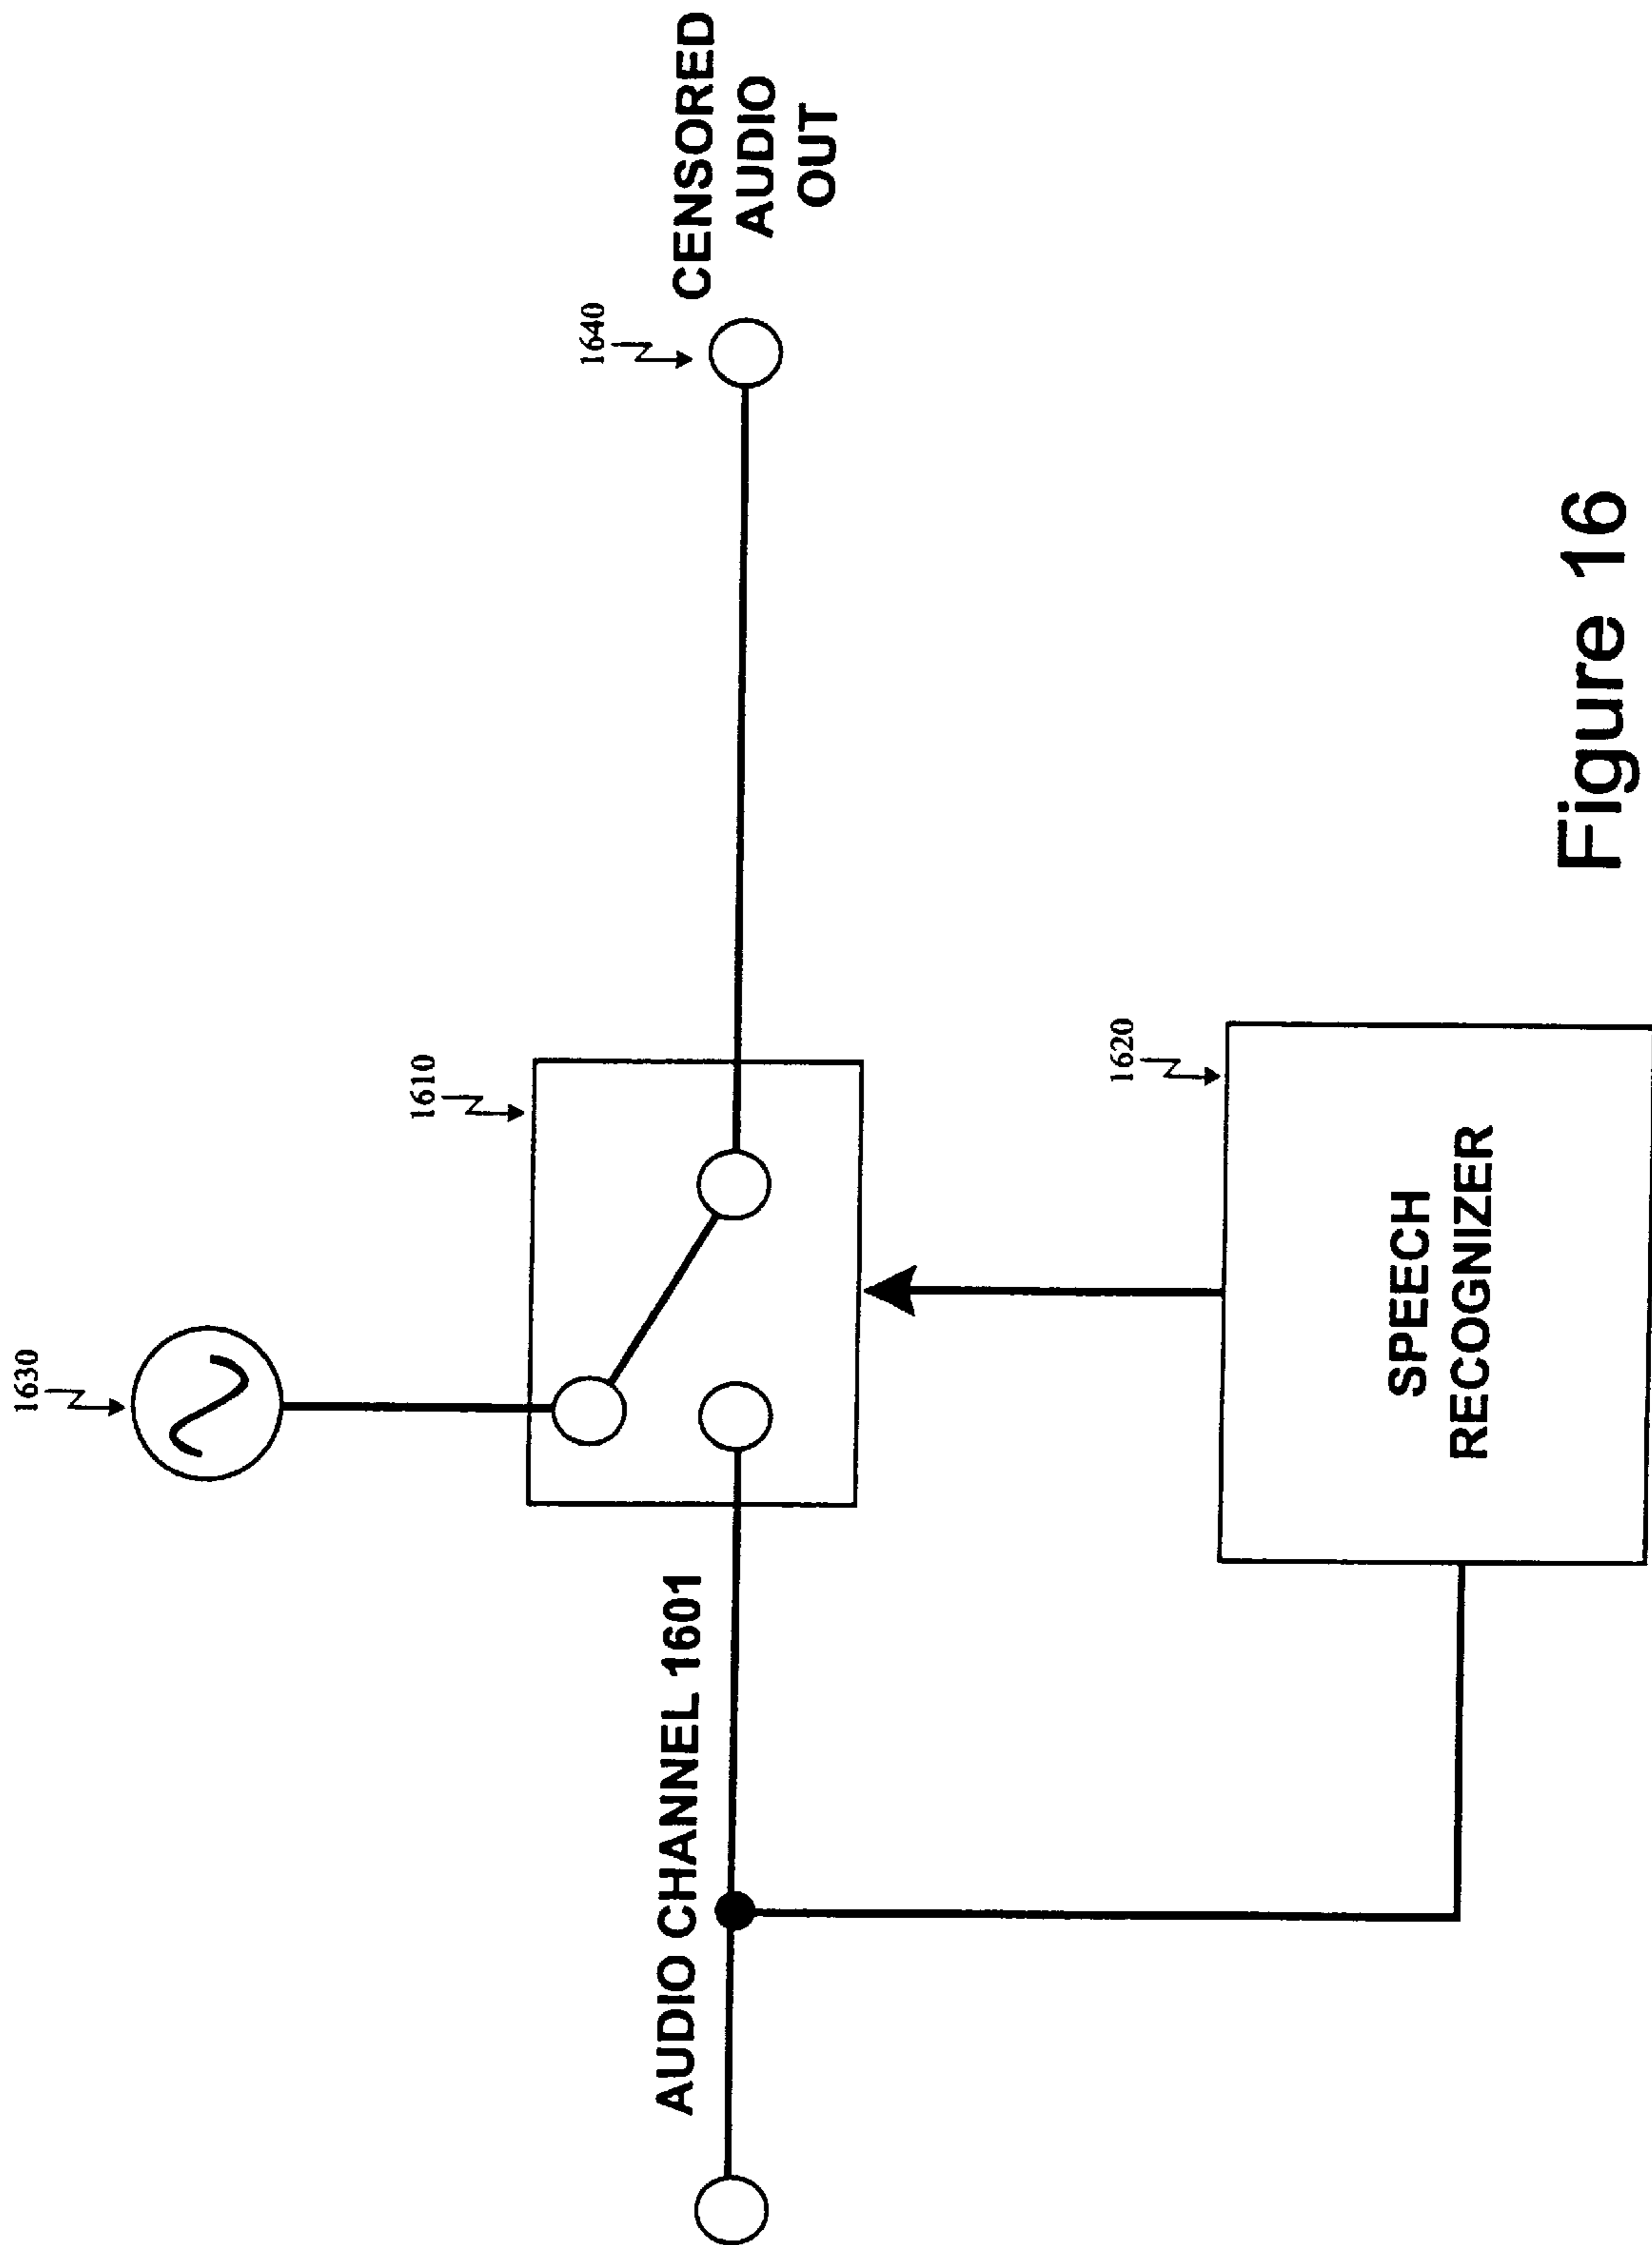 1630
1610
1640
CENSORED
AUDIO
OUT
AUDIO CHANNEL 1601
1620
SPEECH
RECOGNIZER
Figure 16